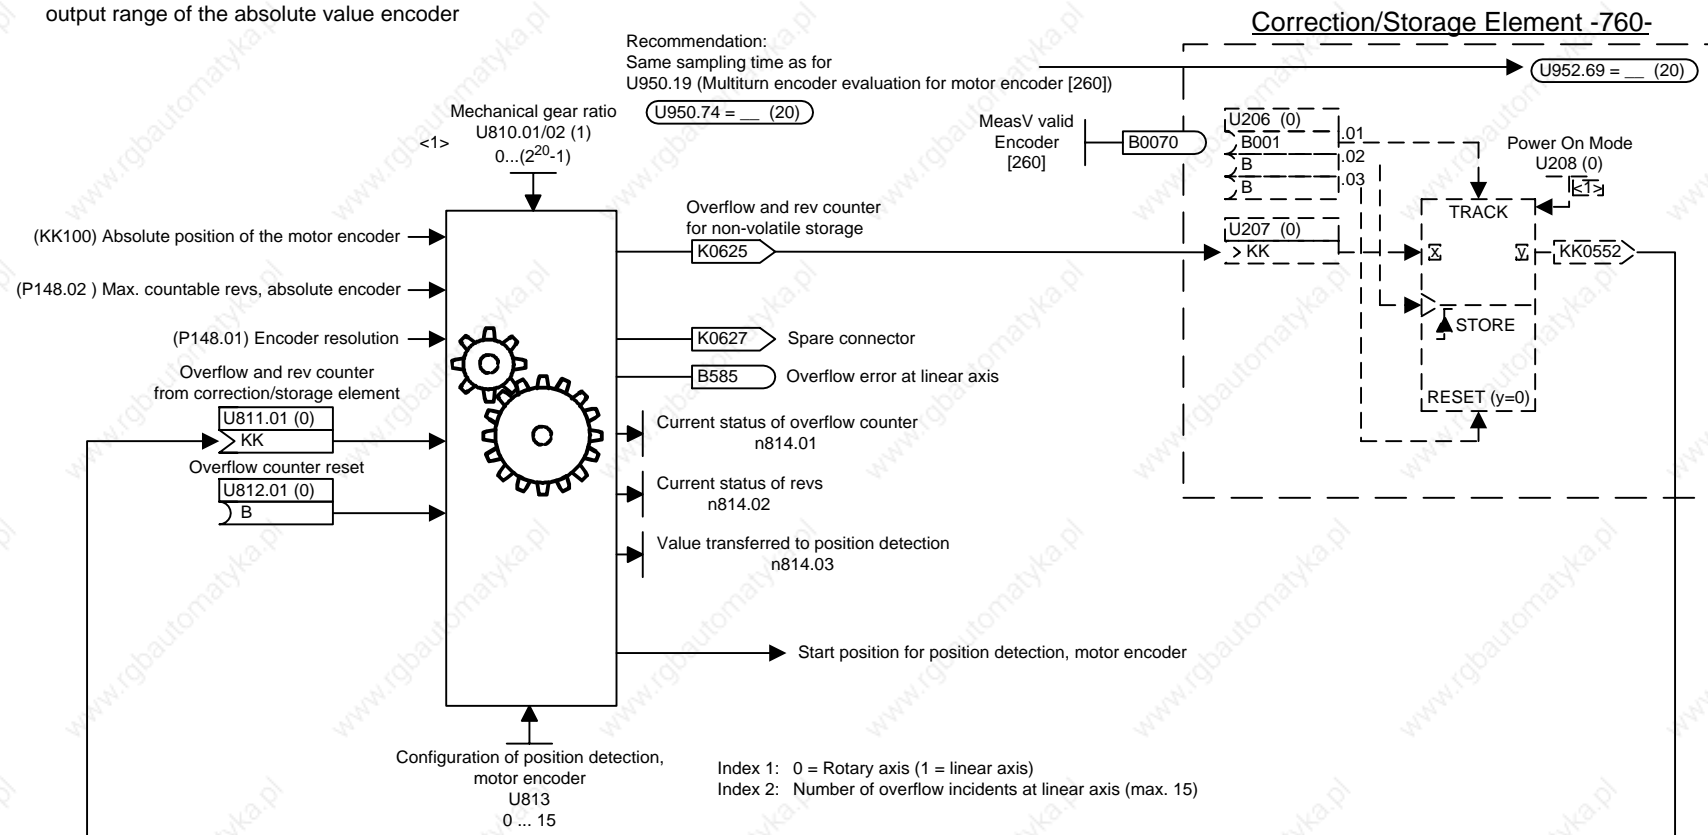 output range of the absolute value encoder
Correction/Storage Element -760-
Recommendation:
Same sampling time as for
U950.19 (Multiturn encoder evaluation for motor encoder [260])
U950.74 = __ (20)
U952.69 = __ (20)
Mechanical gear ratio
U810.01/02 (1)
<1>
0...(2²⁰-1)
MeasV valid
Encoder
[260]
B0070
U206 (0)
B001
.01
B
.02
B
.03
Power On Mode
U208 (0)
<1>
TRACK
(KK100) Absolute position of the motor encoder
Overflow and rev counter
for non-volatile storage
K0625
U207 (0)
KK
x
y
KK0552
(P148.02 ) Max. countable revs, absolute encoder
STORE
(P148.01) Encoder resolution
K0627
Spare connector
Overflow and rev counter
from correction/storage element
B585
Overflow error at linear axis
RESET (y=0)
U811.01 (0)
KK
Current status of overflow counter
n814.01
Overflow counter reset
U812.01 (0)
B
Current status of revs
n814.02
Value transferred to position detection
n814.03
Start position for position detection, motor encoder
Configuration of position detection,
motor encoder
U813
0 ... 15
Index 1: 0 = Rotary axis (1 = linear axis)
Index 2: Number of overflow incidents at linear axis (max. 15)
www.rgbautomatyka.pl